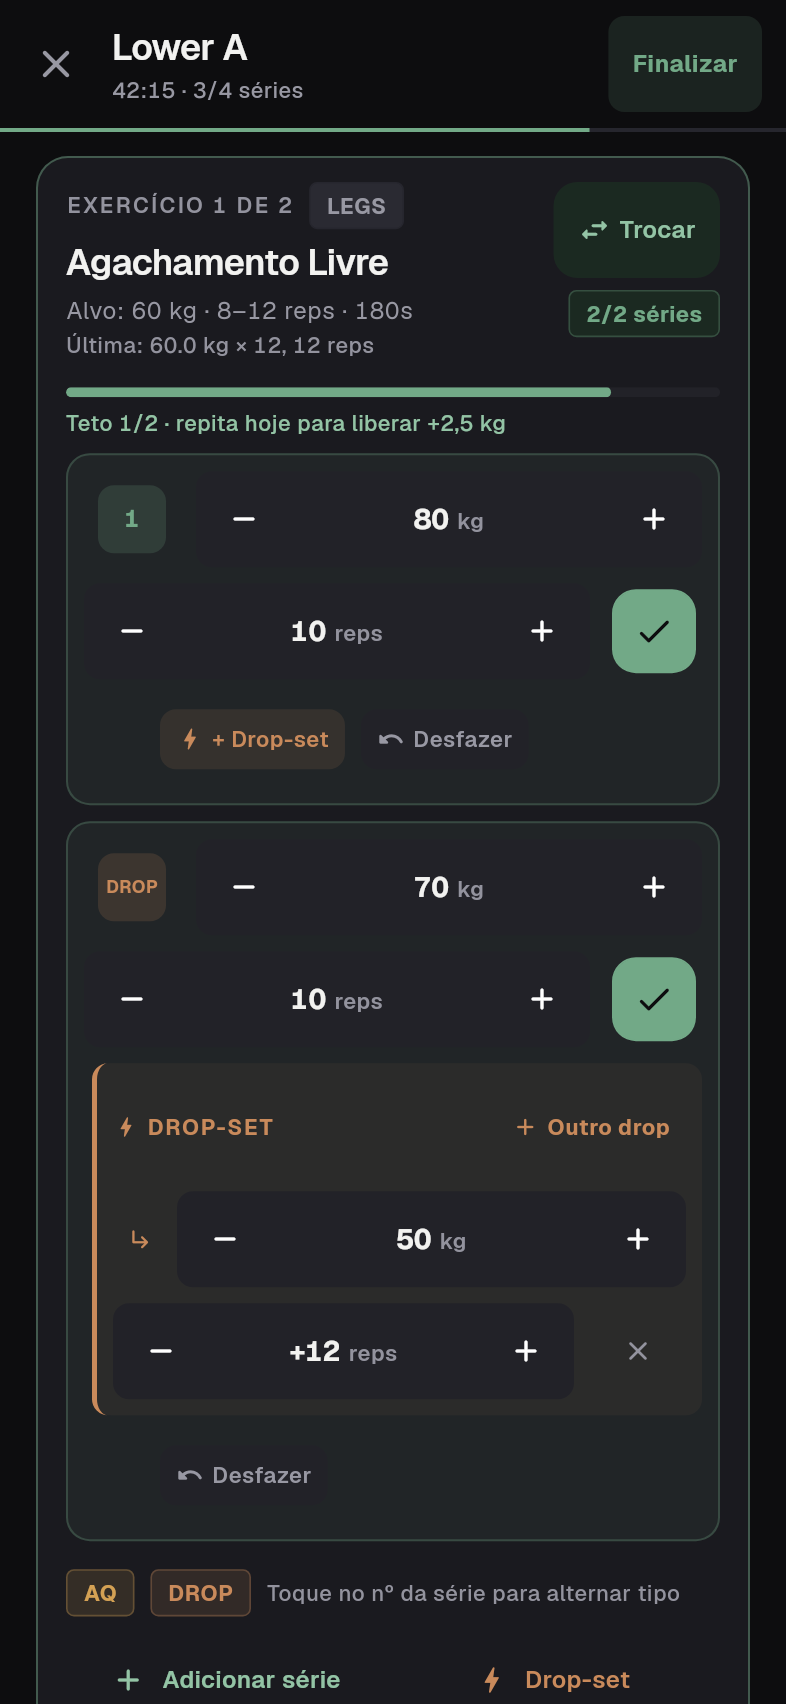 Lower A
42:15 · 3/4 séries
Finalizar
EXERCÍCIO 1 DE 2 LEGS
Trocar
Agachamento Livre
Alvo: 60 kg · 8–12 reps · 180s
2/2 séries
Última: 60.0 kg × 12, 12 reps
Teto 1/2 · repita hoje para liberar +2,5 kg
1
80 kg
10 reps
+ Drop-set
Desfazer
DROP
70 kg
10 reps
DROP-SET
+ Outro drop
50 kg
+12 reps
Desfazer
AQ DROP Toque no nº da série para alternar tipo
+ Adicionar série
Drop-set